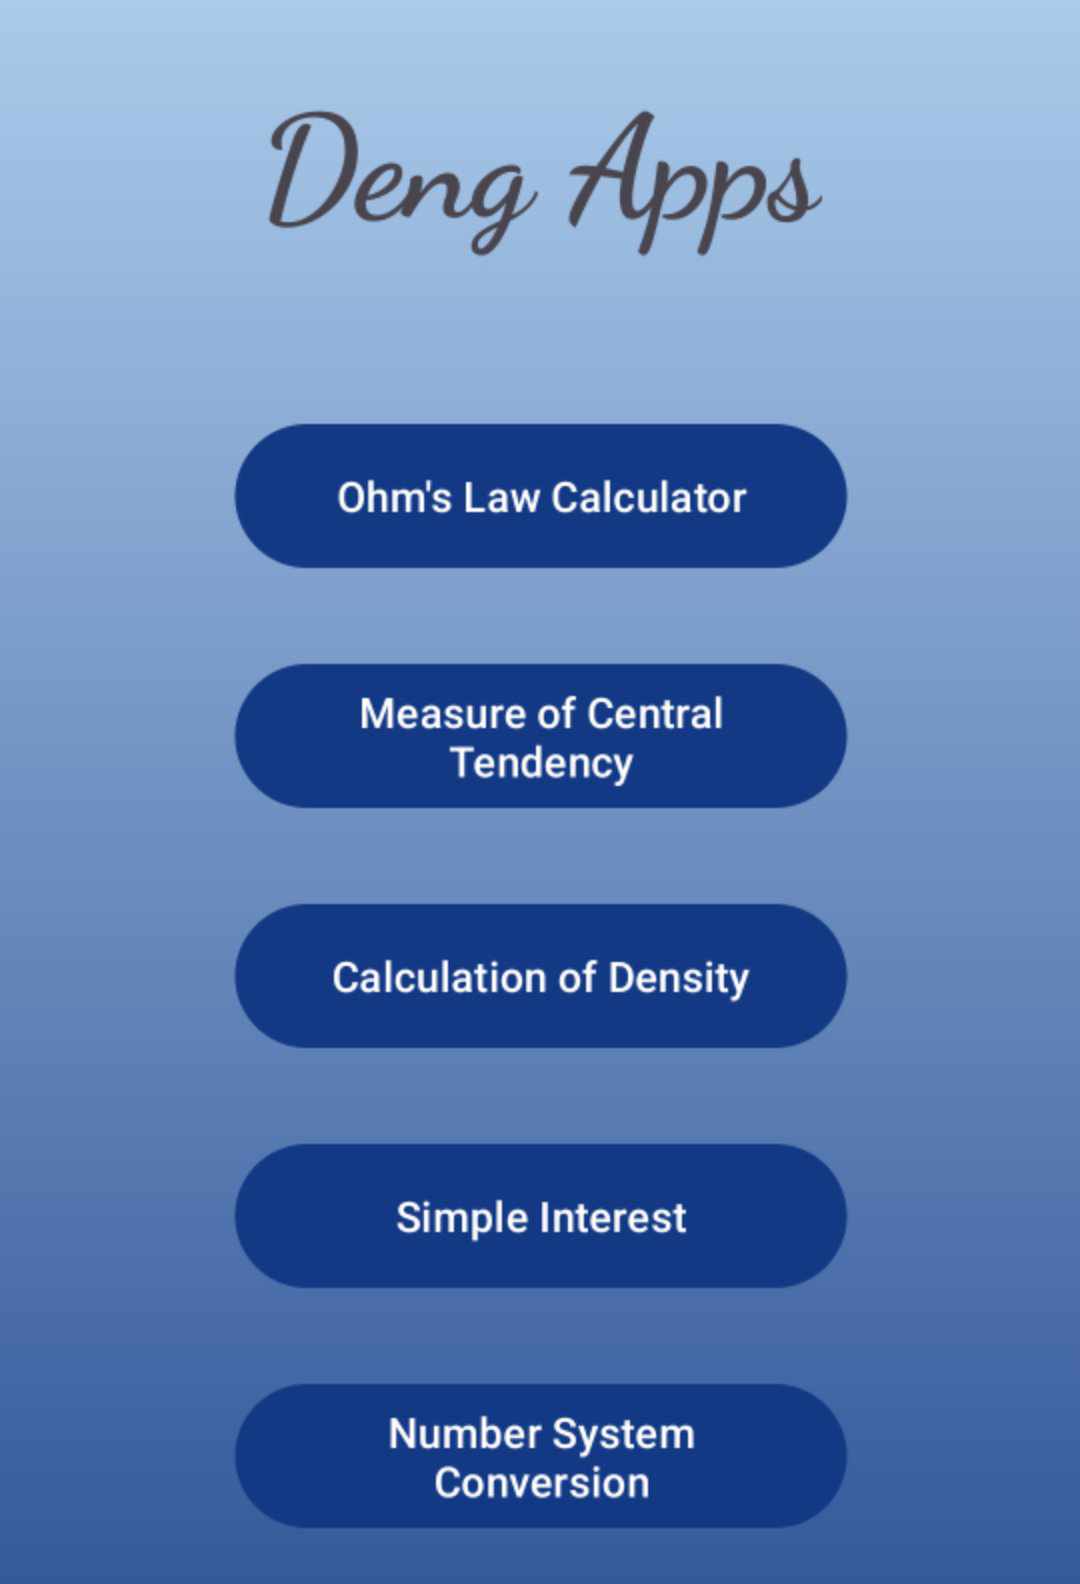 Deng Apps
Ohm's Law Calculator
Measure of Central
Tendency
Calculation of Density
Simple Interest
Number System
Conversion